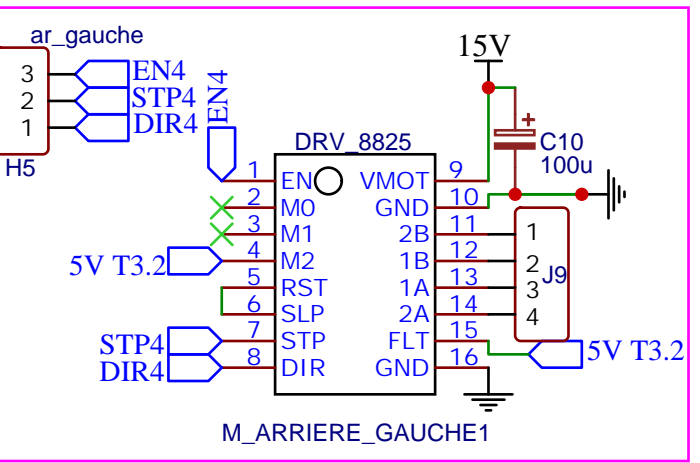 ar_gauche
3 EN4
2 STP4
1 DIR4
H5
EN4
15V
C10
100u
DRV_8825
1 EN VMOT 9
2 M0 GND 10
3 M1 2B 11 1
5V T3.2 4 M2 1B 12 2
5 RST 1A 13 3
J9
6 SLP 2A 14 4
STP4 7 STP FLT 15 5V T3.2
DIR4 8 DIR GND 16
M_ARRIERE_GAUCHE1